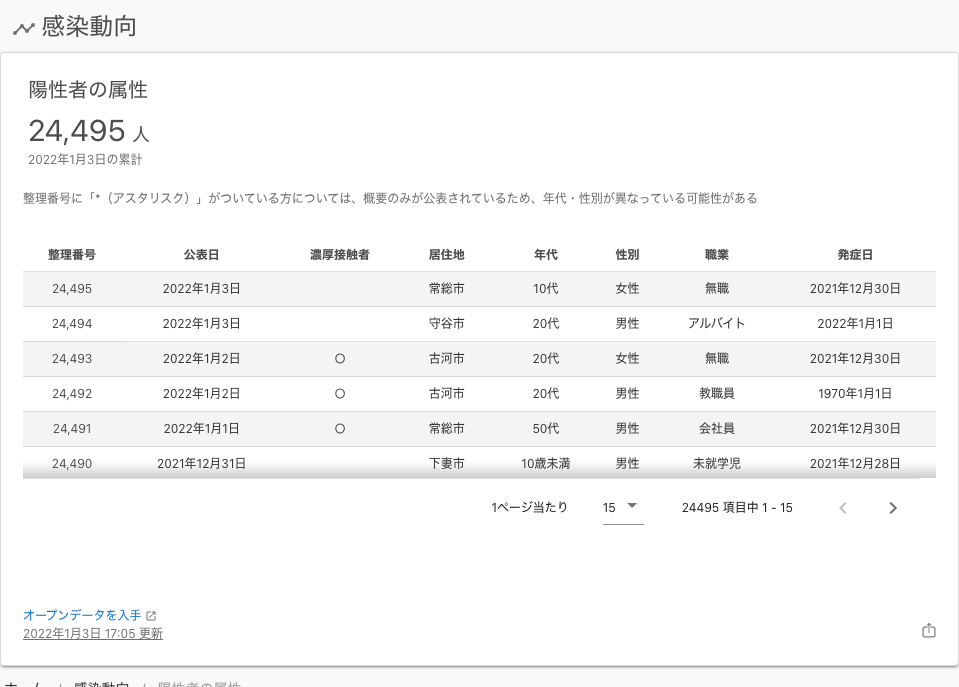 感染動向
陽性者の属性
24,495 人
2022年1月3日の累計
整理番号に「*（アスタリスク）」がついている方については、概要のみが公表されているため、年代・性別が異なっている可能性がある
整理番号 公表日 濃厚接触者 居住地 年代 性別 職業 発症日
24,495 2022年1月3日 常総市 10代 女性 無職 2021年12月30日
24,494 2022年1月3日 守谷市 20代 男性 アルバイト 2022年1月1日
24,493 2022年1月2日 ○ 古河市 20代 女性 無職 2021年12月30日
24,492 2022年1月2日 ○ 古河市 20代 男性 教職員 1970年1月1日
24,491 2022年1月1日 ○ 常総市 50代 男性 会社員 2021年12月30日
24,490 2021年12月31日 下妻市 10歳未満 男性 未就学児 2021年12月28日
1ページ当たり 15 24495 項目中 1 - 15
オープンデータを入手
2022年1月3日 17:05 更新
ホーム / 感染動向 / 陽性者の属性